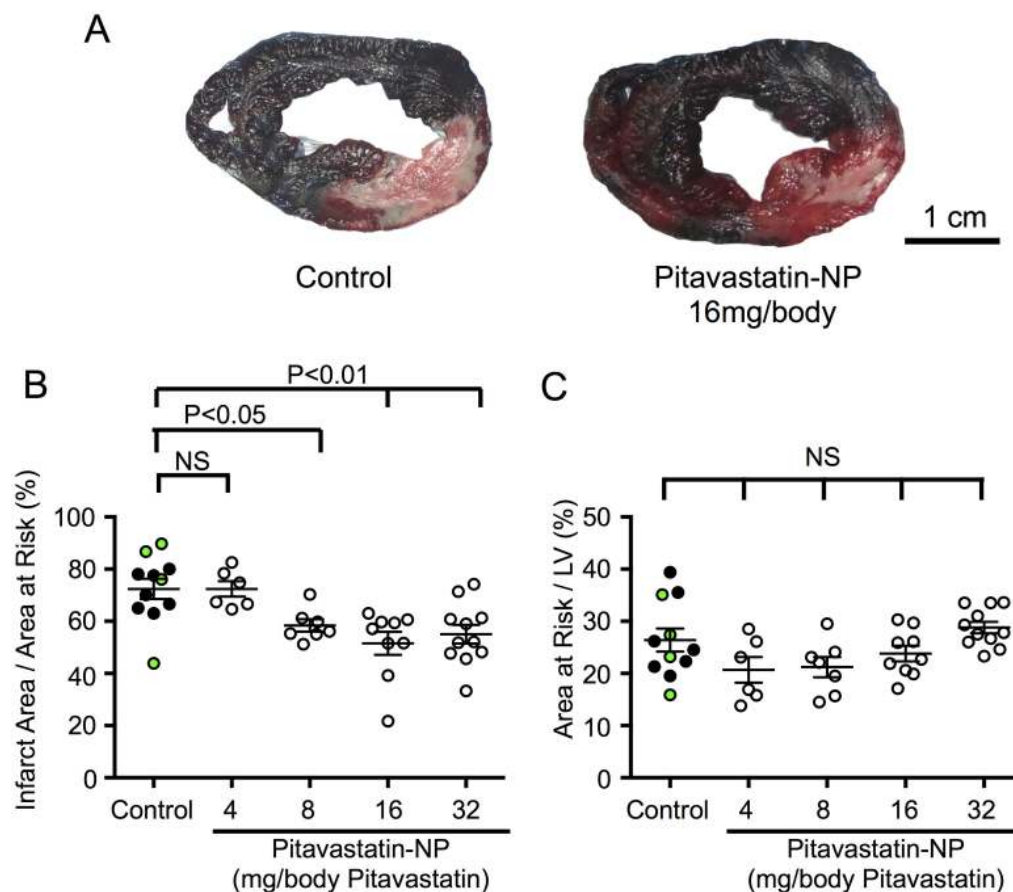 A
Control
Pitavastatin-NP
16mg/body
1 cm
B
P<0.01
P<0.05
NS
Infarct Area / Area at Risk (%)
100
80
60
40
60
0
Control
4
8
16
32
Pitavastatin-NP
(mg/body Pitavastatin)
C
NS
Area at Risk / LV (%)
50
40
30
20
10
0
Control
4
8
16
32
Pitavastatin-NP
(mg/body Pitavastatin)